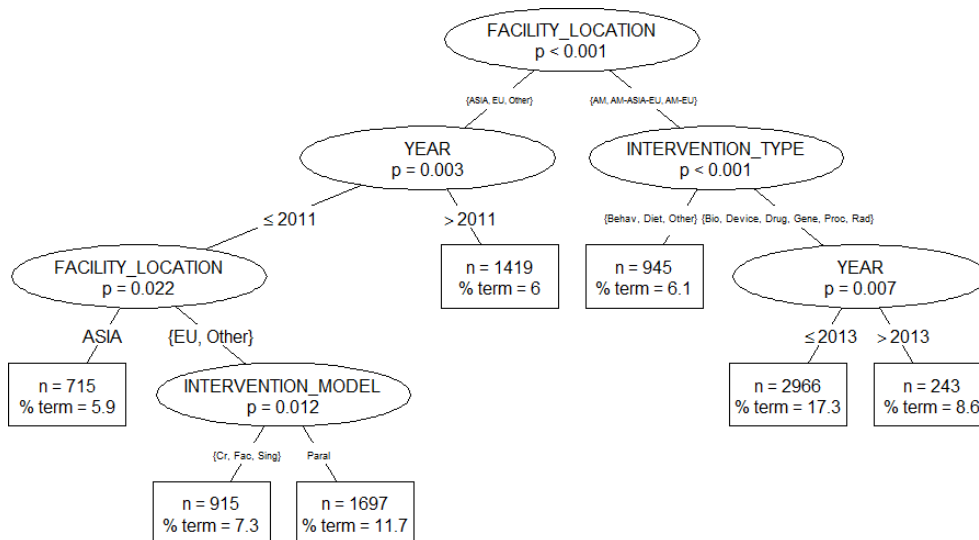 FACILITY_LOCATION
p < 0.001
{ASIA, EU, Other}
{AM, AM-ASIA-EU, AM-EU}
YEAR
p = 0.003
INTERVENTION_TYPE
p < 0.001
≤ 2011
> 2011
{Behav, Diet, Other}
{Bio, Device, Drug, Gene, Proc, Rad}
FACILITY_LOCATION
p = 0.022
n = 1419
% term = 6
n = 945
% term = 6.1
YEAR
p = 0.007
ASIA
{EU, Other}
≤ 2013
> 2013
n = 715
% term = 5.9
INTERVENTION_MODEL
p = 0.012
n = 2966
% term = 17.3
n = 243
% term = 8.6
{Cr, Fac, Sing}
Paral
n = 915
% term = 7.3
n = 1697
% term = 11.7